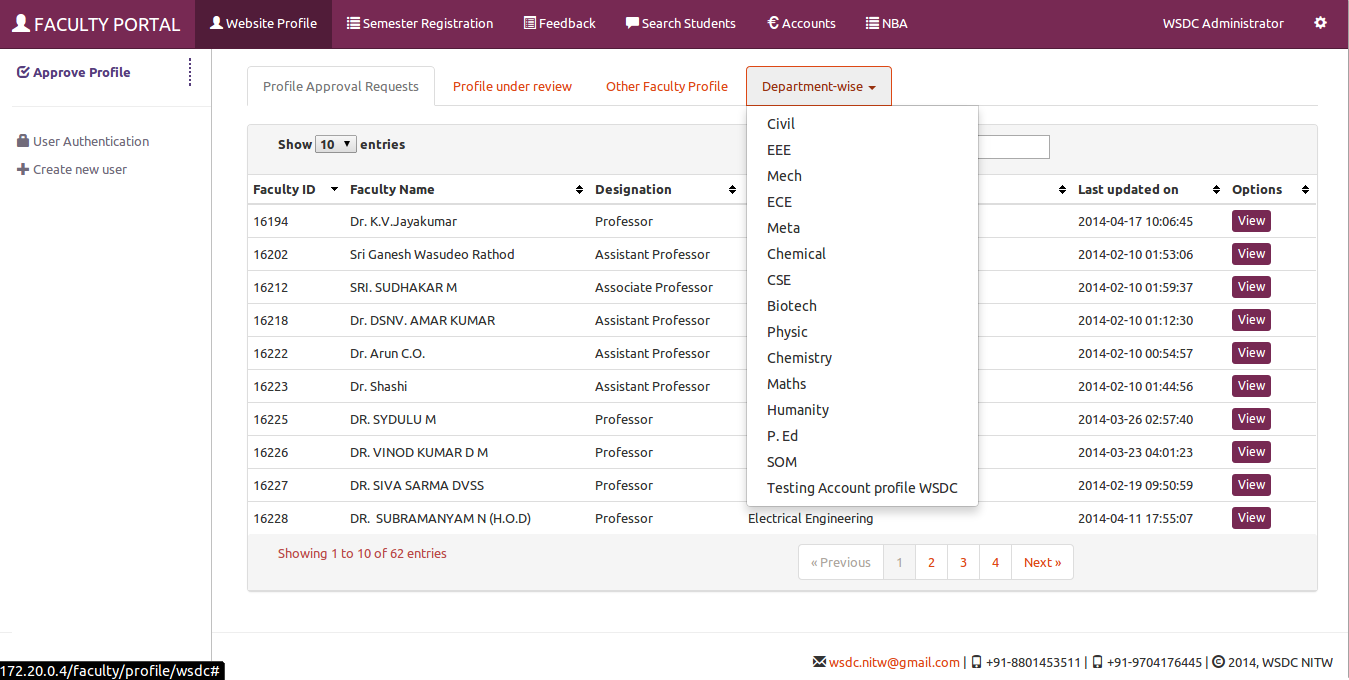 FACULTY PORTAL Website Profile Semester Registration Feedback Search Students € Accounts NBA WSDC Administrator
Approve Profile
User Authentication
Create new user
Profile Approval Requests Profile under review Other Faculty Profile Department-wise
Civil
EEE
Mech
ECE
Meta
Chemical
CSE
Biotech
Physic
Chemistry
Maths
Humanity
P. Ed
SOM
Testing Account profile WSDC
Show 10 entries
Faculty ID Faculty Name Designation Last updated on Options
16194 Dr. K.V.Jayakumar Professor 2014-04-17 10:06:45 View
16202 Sri Ganesh Wasudeo Rathod Assistant Professor 2014-02-10 01:53:06 View
16212 SRI. SUDHAKAR M Associate Professor 2014-02-10 01:59:37 View
16218 Dr. DSNV. AMAR KUMAR Assistant Professor 2014-02-10 01:12:30 View
16222 Dr. Arun C.O. Assistant Professor 2014-02-10 00:54:57 View
16223 Dr. Shashi Assistant Professor 2014-02-10 01:44:56 View
16225 DR. SYDULU M Professor 2014-03-26 02:57:40 View
16226 DR. VINOD KUMAR D M Professor 2014-03-23 04:01:23 View
16227 DR. SIVA SARMA DVSS Professor 2014-02-19 09:50:59 View
16228 DR. SUBRAMANYAM N (H.O.D) Professor Electrical Engineering 2014-04-11 17:55:07 View
Showing 1 to 10 of 62 entries
« Previous 1 2 3 4 Next »
wsdc.nitw@gmail.com | +91-8801453511 | +91-9704176445 | © 2014, WSDC NITW
172.20.0.4/faculty/profile/wsdc#